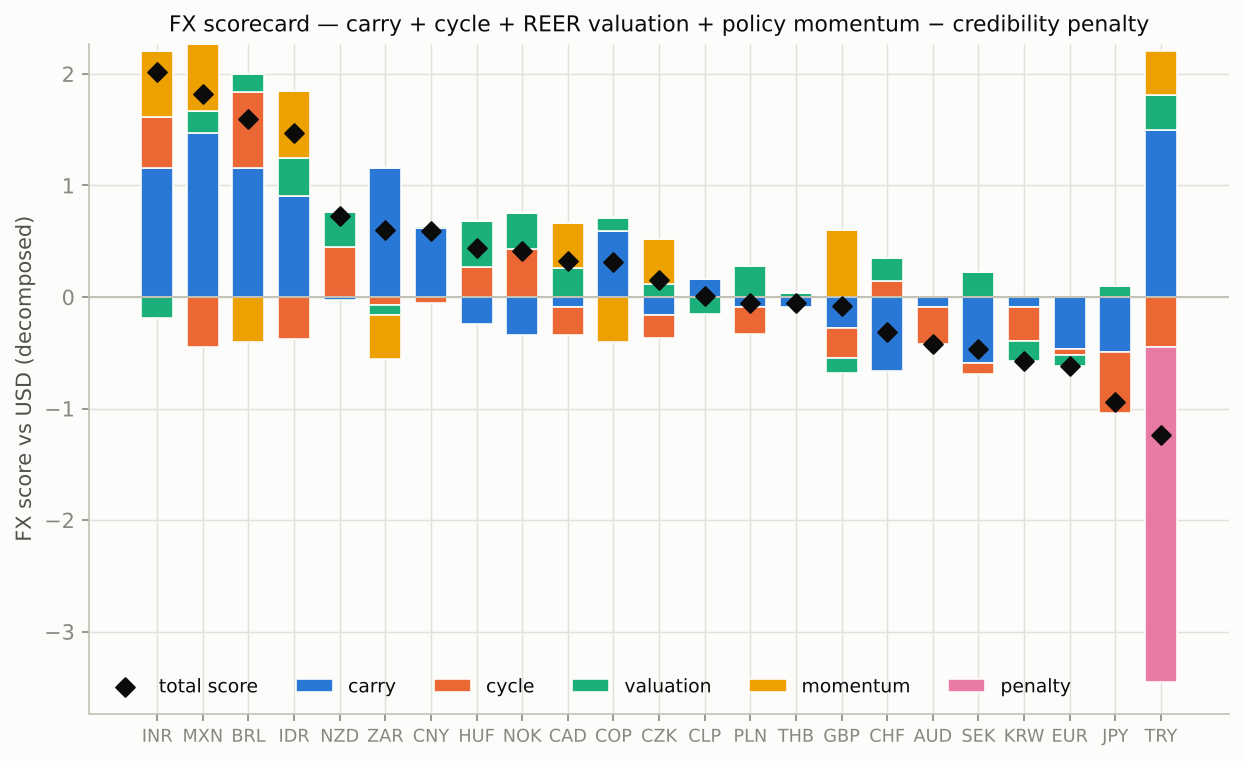 FX scorecard — carry + cycle + REER valuation + policy momentum − credibility penalty
FX score vs USD (decomposed)
2
1
0
−1
−2
−3
total score carry cycle valuation momentum penalty
INR MXN BRL IDR NZD ZAR CNY HUF NOK CAD COP CZK CLP PLN THB GBP CHF AUD SEK KRW EUR JPY TRY